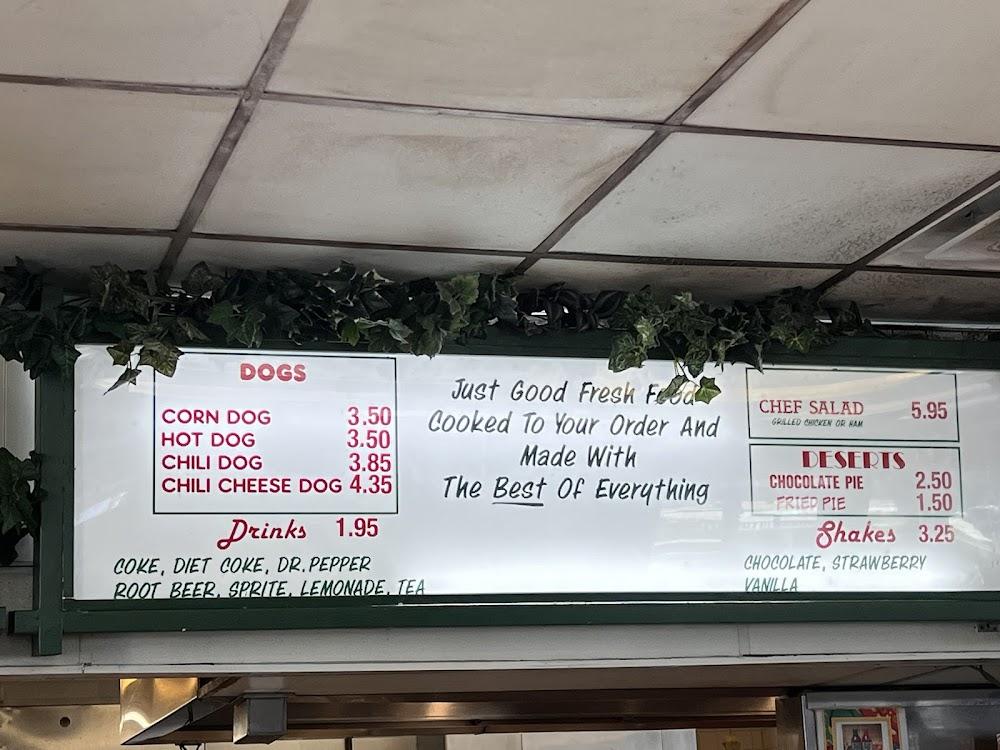 DOGS
CORN DOG 3.50
HOT DOG 3.50
CHILI DOG 3.85
CHILI CHEESE DOG 4.35
Drinks 1.95
COKE, DIET COKE, DR. PEPPER
ROOT BEER, SPRITE, LEMONADE, TEA
Just Good Fresh Food
Cooked To Your Order And
Made With
The Best Of Everything
CHEF SALAD 5.95
GRILLED CHICKEN OR HAM
DESERTS
CHOCOLATE PIE 2.50
FRIED PIE 1.50
Shakes 3.25
CHOCOLATE, STRAWBERRY
VANILLA